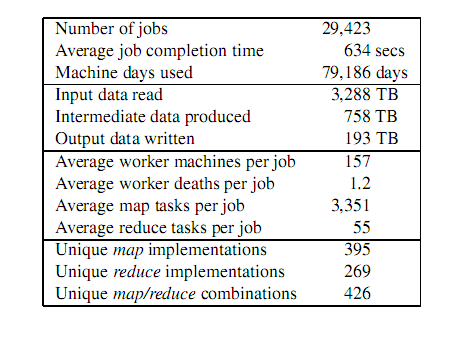 Number of jobs 29,423
Average job completion time 634 secs
Machine days used 79,186 days
Input data read 3,288 TB
Intermediate data produced 758 TB
Output data written 193 TB
Average worker machines per job 157
Average worker deaths per job 1.2
Average map tasks per job 3,351
Average reduce tasks per job 55
Unique map implementations 395
Unique reduce implementations 269
Unique map/reduce combinations 426